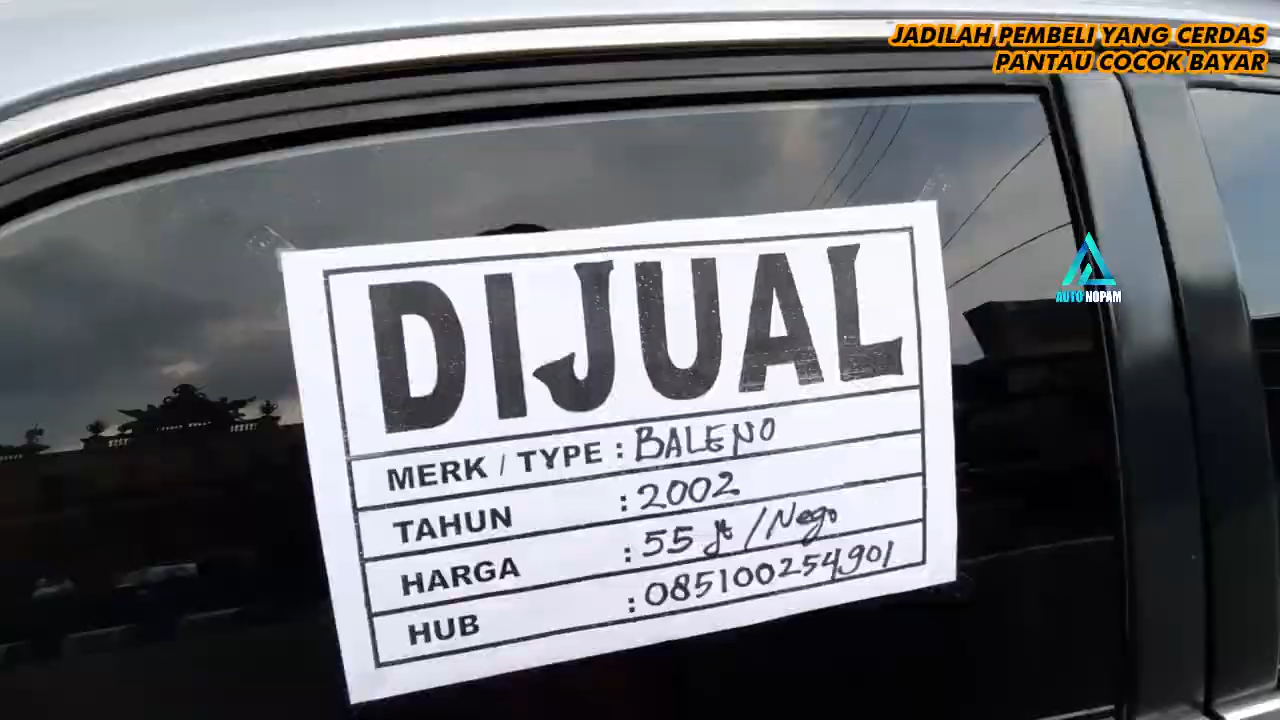 JADILAH PEMBELI YANG CERDAS
PANTAU COCOK BAYAR
AUTO NOPAM
DIJUAL
MERK / TYPE : BALENO
TAHUN : 2002
HARGA : 55 jt / Nego
HUB : 085100254901